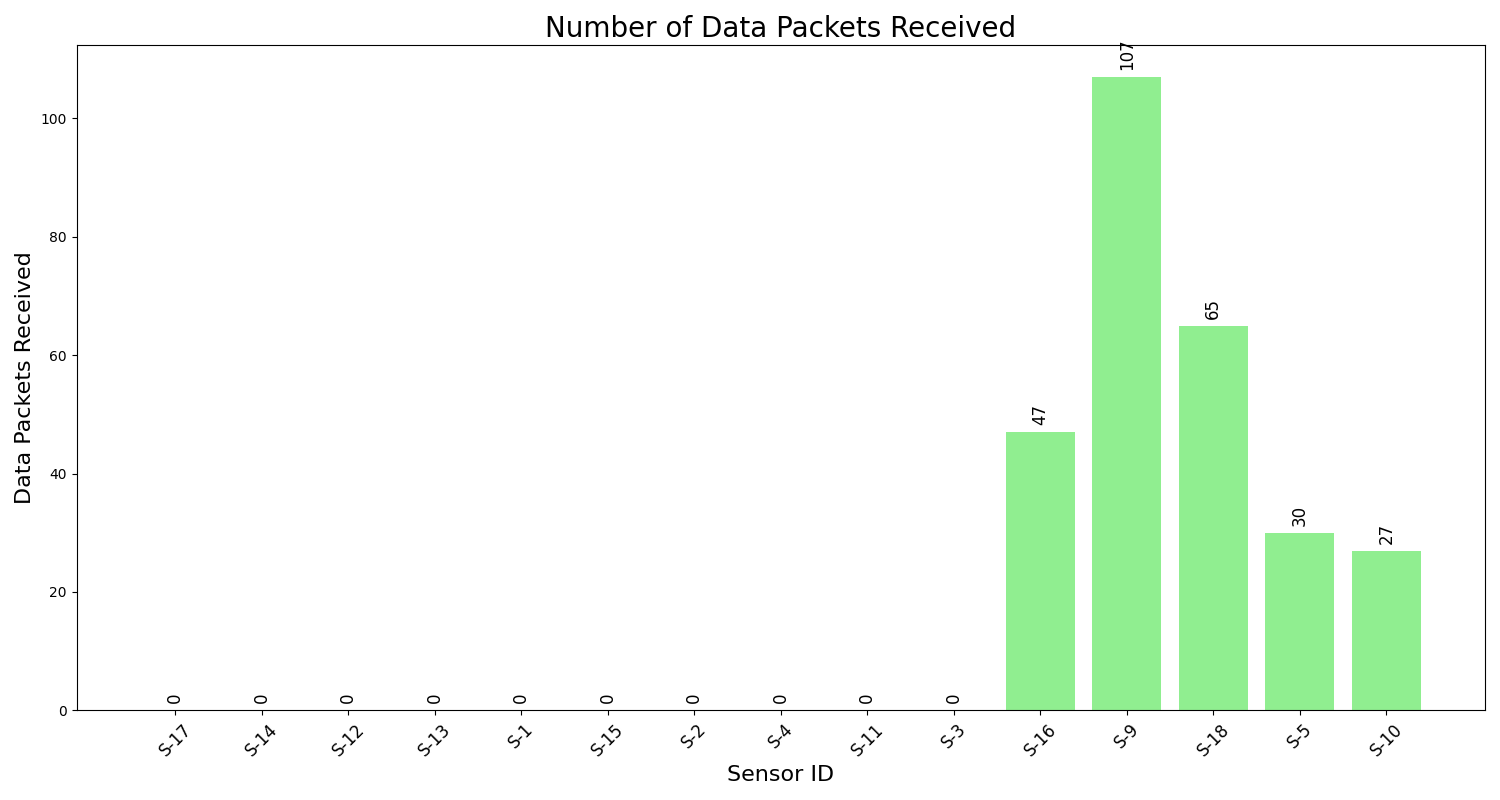 Number of Data Packets Received
Data Packets Received
100
80
60
40
20
0
0
0
0
0
0
0
0
0
0
0
47
107
65
30
27
S-17
S-14
S-12
S-13
S-1
S-15
S-2
S-4
S-11
S-3
S-16
S-9
S-18
S-5
S-10
Sensor ID